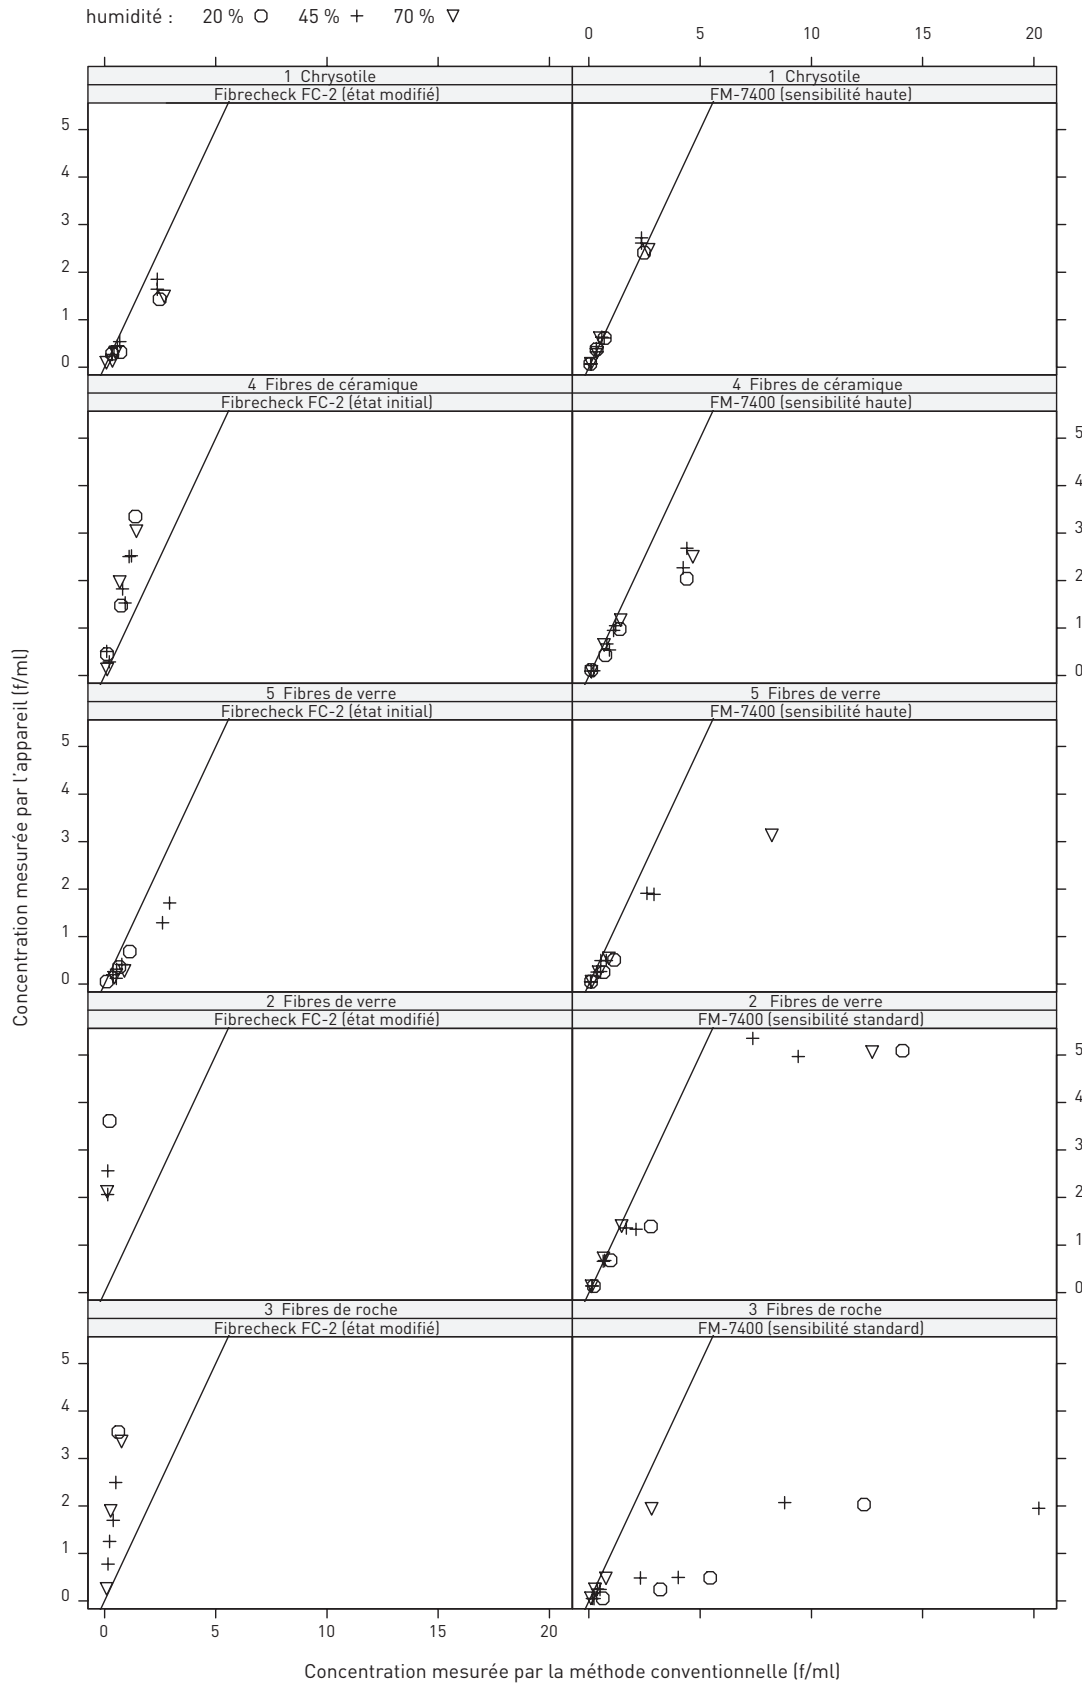 humidité : 20 % 45 % 70 %
0 5 10 15 20
1 Chrysotile 1 Chrysotile
Fibrecheck FC-2 (état modifié) FM-7400 (sensibilité haute)
5
4
3
2
1
0
4 Fibres de céramique 4 Fibres de céramique
Fibrecheck FC-2 (état initial) FM-7400 (sensibilité haute)
5
4
3
2
1
0
5 Fibres de verre 5 Fibres de verre
Fibrecheck FC-2 (état initial) FM-7400 (sensibilité haute)
5
4
3
2
1
0
2 Fibres de verre 2 Fibres de verre
Fibrecheck FC-2 (état modifié) FM-7400 (sensibilité standard)
5
4
3
2
1
0
3 Fibres de roche 3 Fibres de roche
Fibrecheck FC-2 (état modifié) FM-7400 (sensibilité standard)
5
4
3
2
1
0
0 5 10 15 20
Concentration mesurée par l'appareil (f/ml)
Concentration mesurée par la méthode conventionnelle (f/ml)